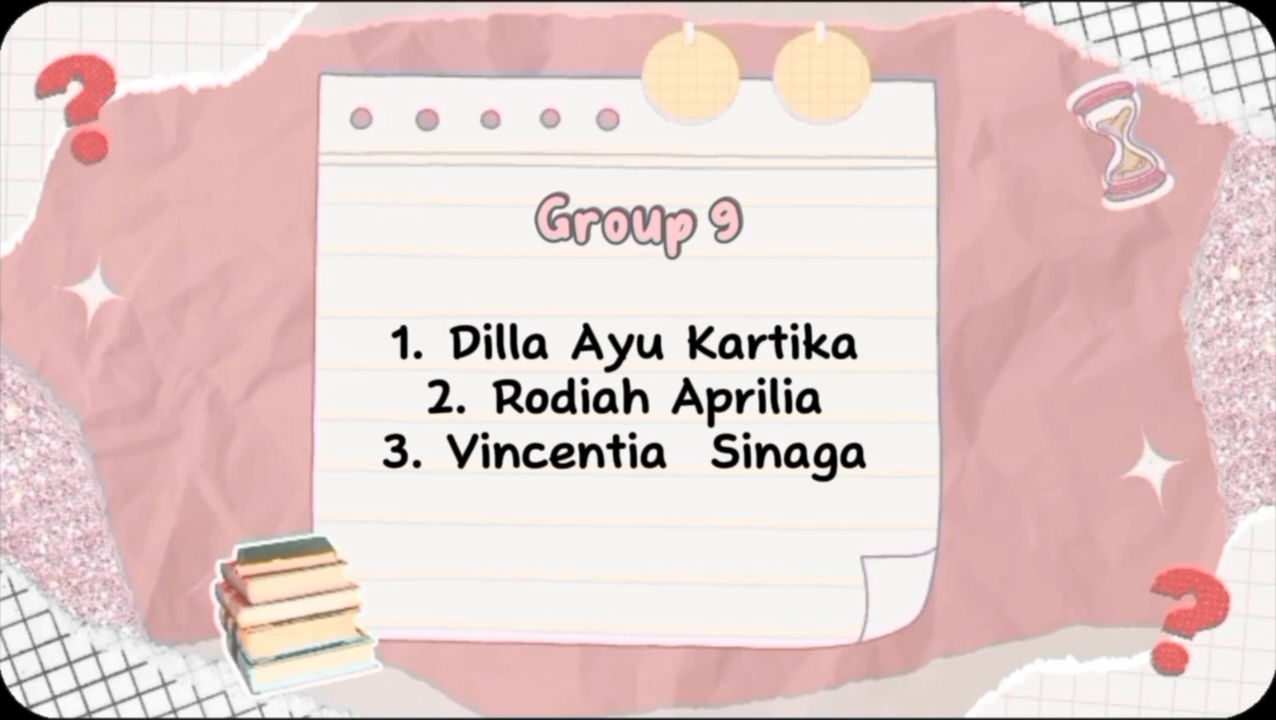 Group 9
1. Dilla Ayu Kartika
2. Rodiah Aprilia
3. Vincentia Sinaga